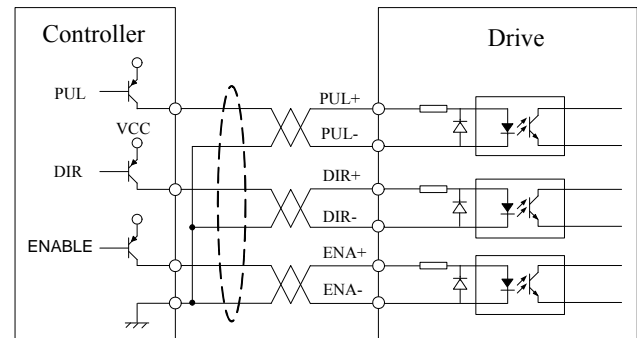 Controller
Drive
PUL
PUL+
VCC
PUL-
DIR
DIR+
DIR-
ENABLE
ENA+
ENA-